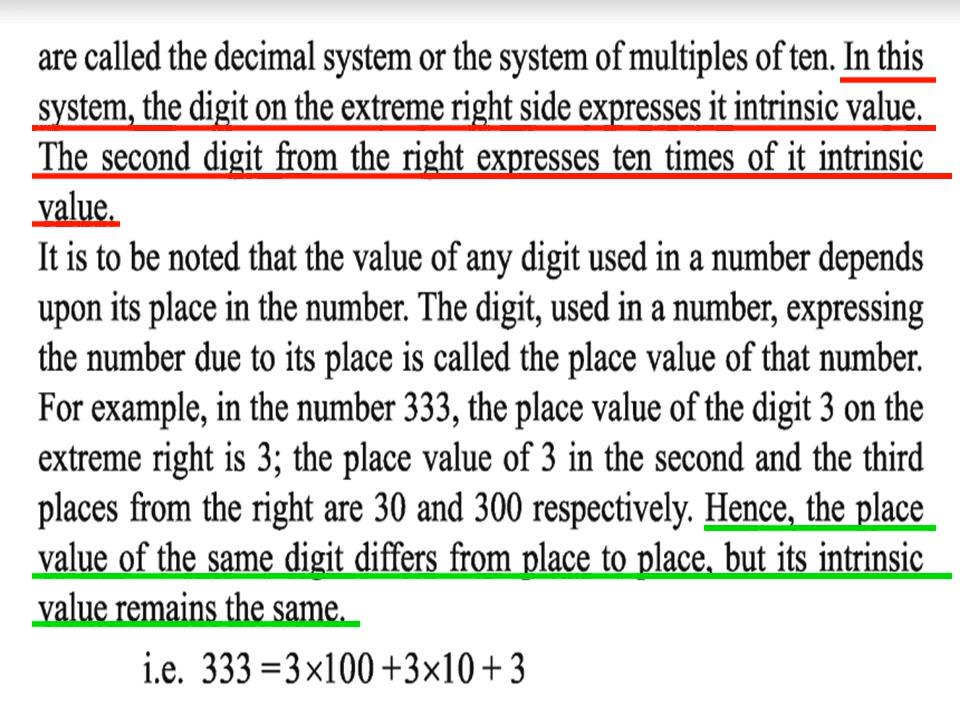 are called the decimal system or the system of multiples of ten. In this
system, the digit on the extreme right side expresses it intrinsic value.
The second digit from the right expresses ten times of it intrinsic
value.
It is to be noted that the value of any digit used in a number depends
upon its place in the number. The digit, used in a number, expressing
the number due to its place is called the place value of that number.
For example, in the number 333, the place value of the digit 3 on the
extreme right is 3; the place value of 3 in the second and the third
places from the right are 30 and 300 respectively. Hence, the place
value of the same digit differs from place to place, but its intrinsic
value remains the same.
i.e. 333 =3×100 +3×10 + 3